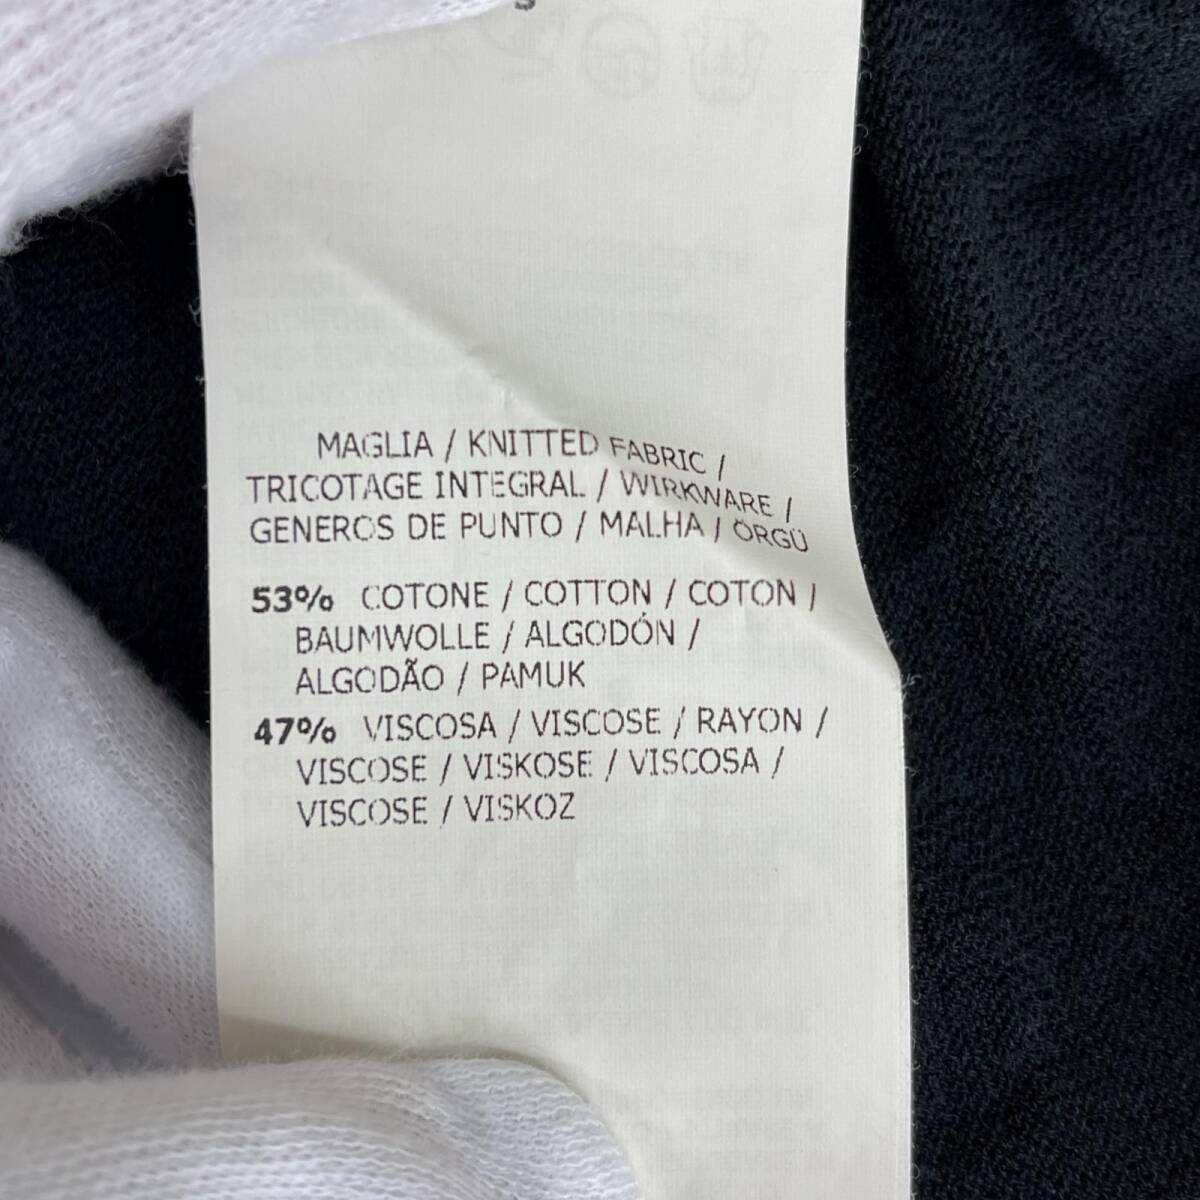 MAGLIA / KNITTED FABRIC /
TRICOTAGE INTEGRAL / WIRKWARE /
GENEROS DE PUNTO / MALHA / ÖRGÜ
53% COTONE / COTTON / COTON /
BAUMWOLLE / ALGODÓN /
ALGODÃO / PAMUK
47% VISCOSA / VISCOSE / RAYON /
VISCOSE / VISKOSE / VISCOSA /
VISCOSE / VISKOZ